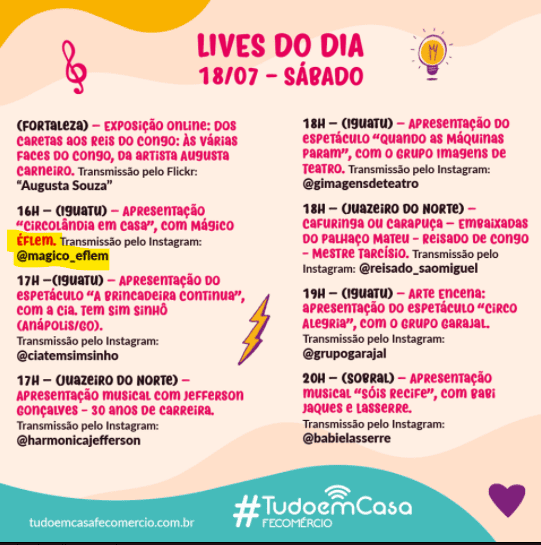 LIVES DO DIA
18/07 – SÁBADO
(FORTALEZA) – EXPOSIÇÃO ONLINE: DOS
CARETAS AOS REIS DO CONGO: ÀS VÁRIAS
FACES DO CONGO, DA ARTISTA AUGUSTA
CARNEIRO. Transmissão pelo Flickr:
"Augusta Souza"
16H – (IGUATU) – APRESENTAÇÃO
"CIRCOLÂNDIA EM CASA", COM MÁGICO
ÉFLEM. Transmissão pelo Instagram:
@magico_eflem
17H –(IGUATU) – APRESENTAÇÃO DO
ESPETÁCULO "A BRINCADEIRA CONTINUA",
COM A CIA. TEM SIM SINHÔ
(ANÁPOLIS/GO).
Transmissão pelo Instagram:
@ciatemsimsinho
17H – (JUAZEIRO DO NORTE) –
APRESENTAÇÃO MUSICAL COM JEFFERSON
GONÇALVES – 30 ANOS DE CARREIRA.
Transmissão pelo Instagram:
@harmonicajefferson
18H – (IGUATU) – APRESENTAÇÃO DO
ESPETÁCULO "QUANDO AS MÁQUINAS
PARAM", COM O GRUPO IMAGENS DE
TEATRO. Transmissão pelo Instagram:
@gimagensdeteatro
18H – (JUAZEIRO DO NORTE) –
CAFURINGA OU CARAPUÇA – EMBAIXADAS
DO PALHAÇO MATEU – REISADO DE CONGO
– MESTRE TARCÍSIO. Transmissão pelo
Instagram: @reisado_saomiguel
19H – (IGUATU) – ARTE ENCENA:
APRESENTAÇÃO DO ESPETÁCULO "CIRCO
ALEGRIA", COM O GRUPO GARAJAL.
Transmissão pelo Instagram:
@grupogarajal
20H – (SOBRAL) – APRESENTAÇÃO
MUSICAL "SÓIS RECIFE", COM BABI
JAQUES E LASSERRE.
Transmissão pelo Instagram:
@babielasserre
tudoemcasafecomercio.com.br
#TudoemCasa
FECOMÉRCIO